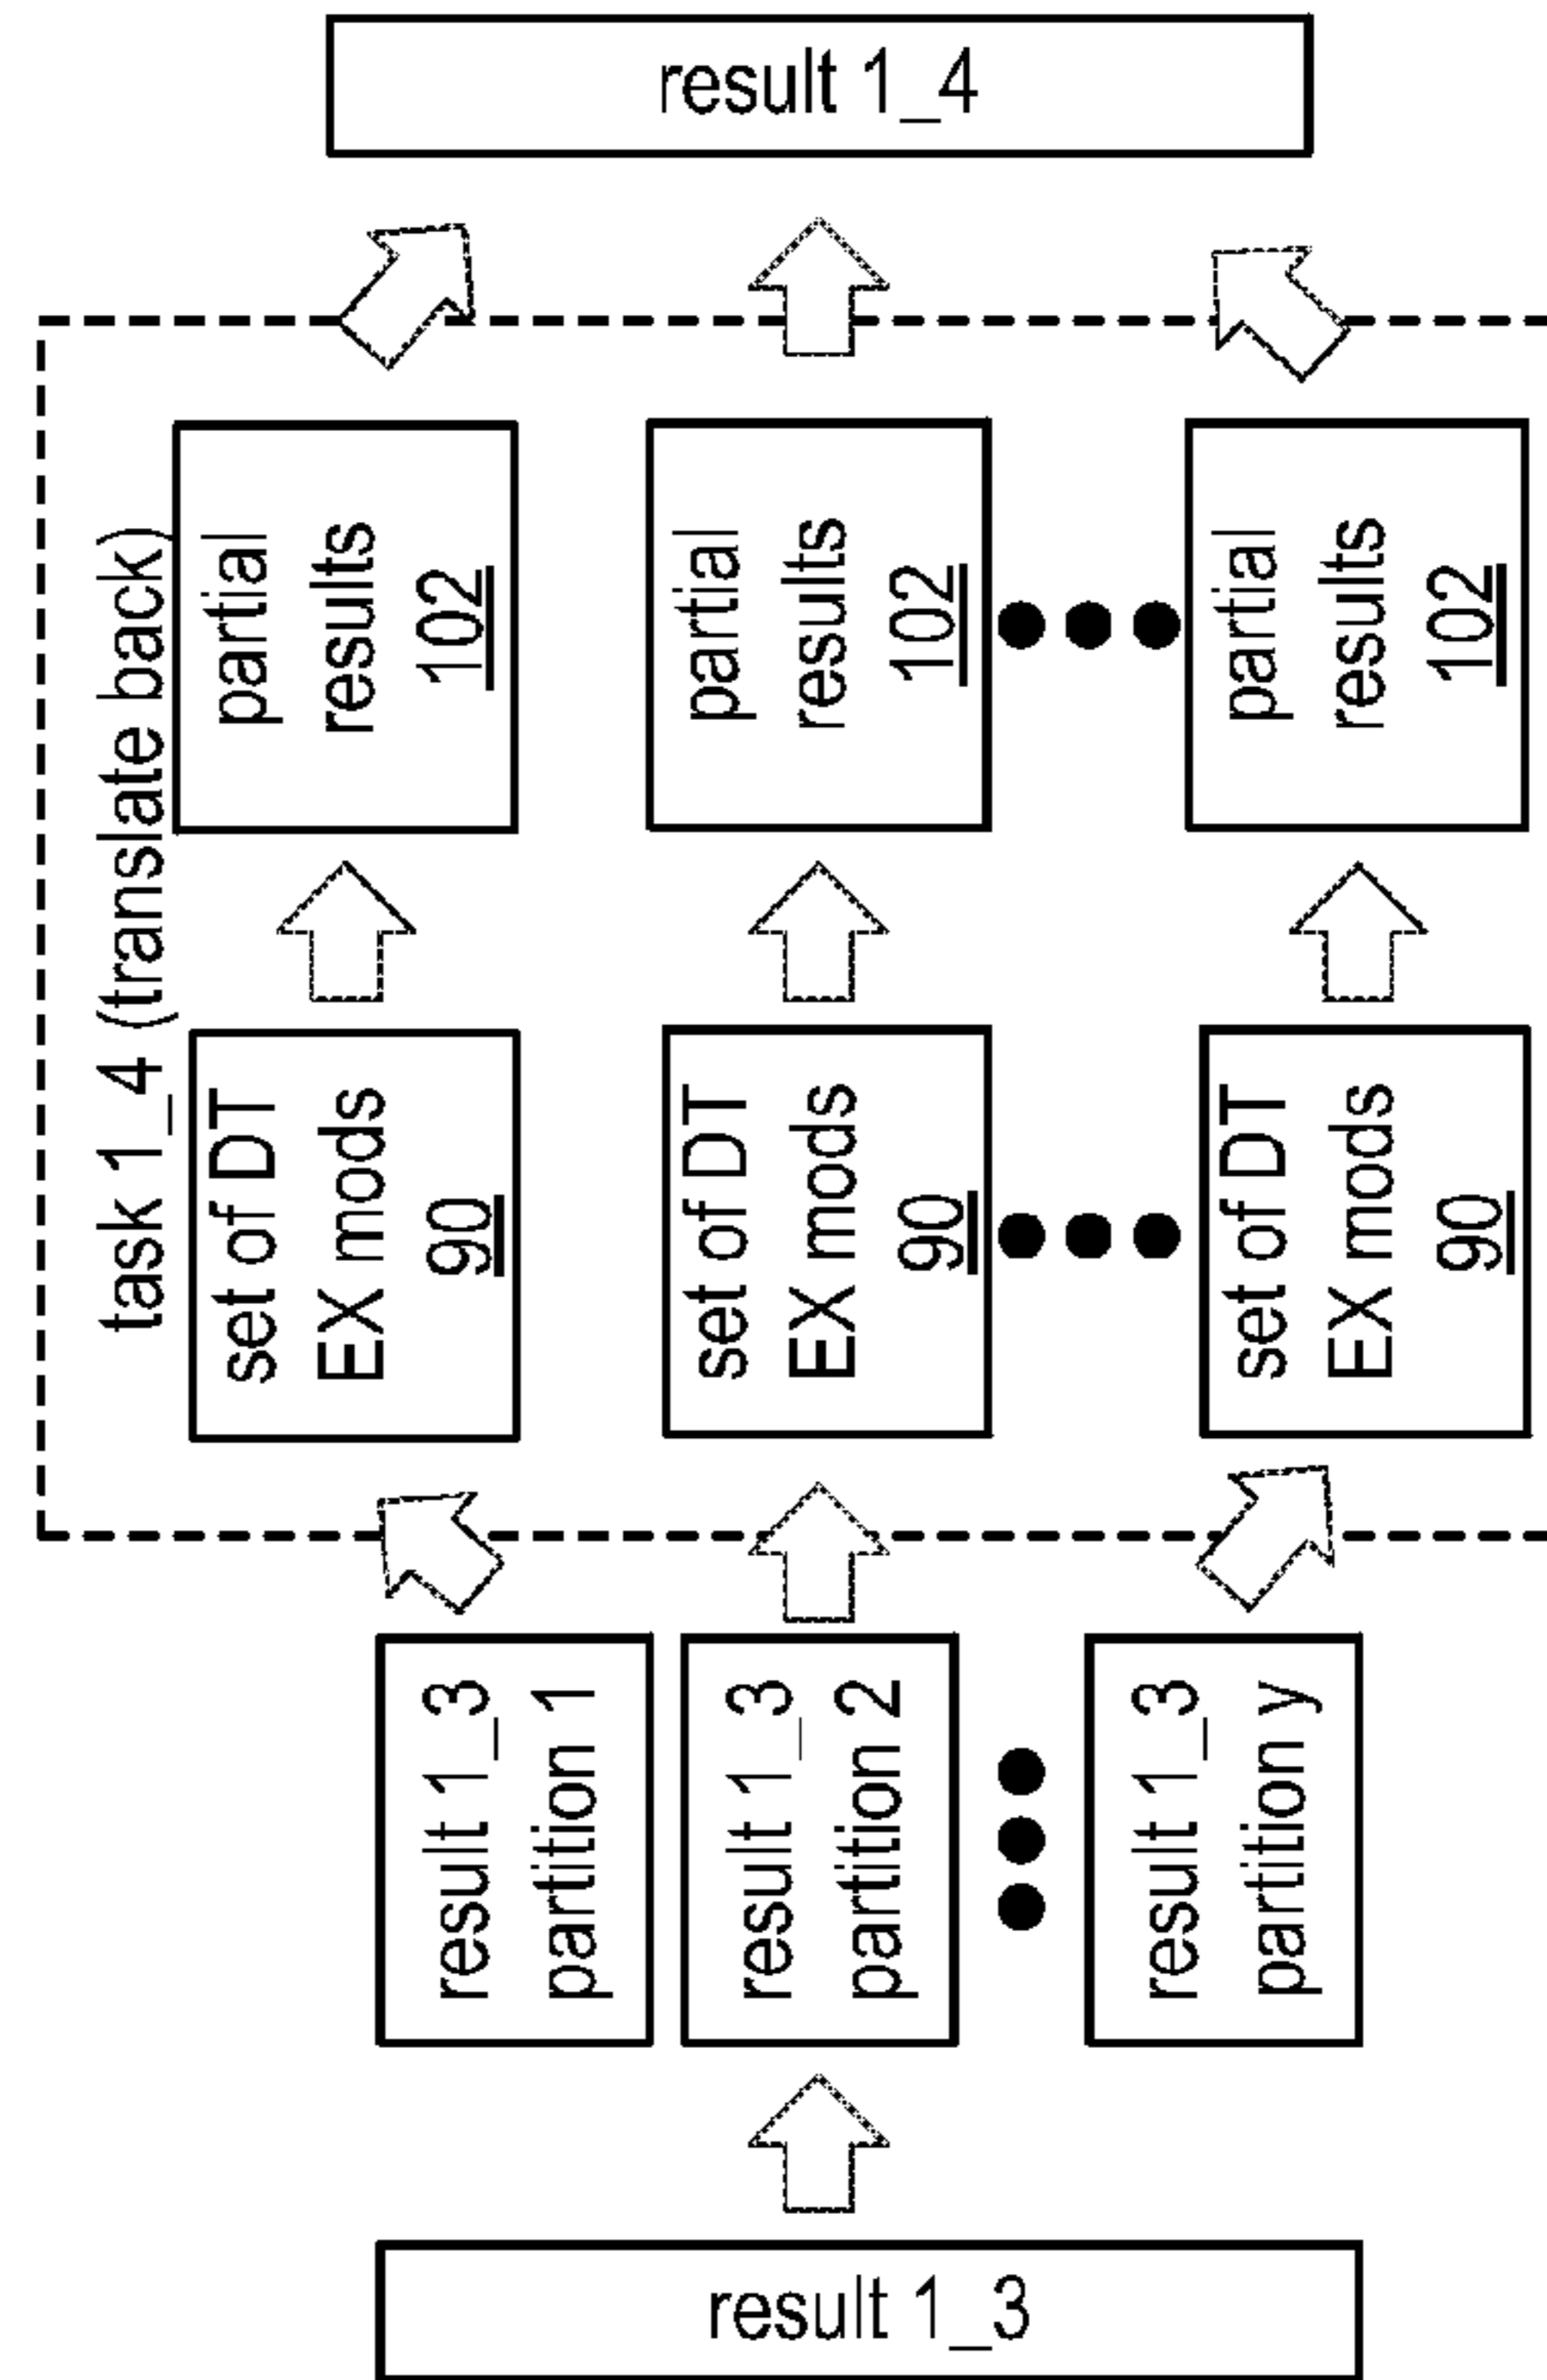 result 1_4
task 1_4 (translate back)
partial
results
102
partial
results
102
partial
results
102
set of DT
EX mods
90
set of DT
EX mods
90
set of DT
EX mods
90
result 1_3
partition 1
result 1_3
partition 2
result 1_3
partition y
result 1_3